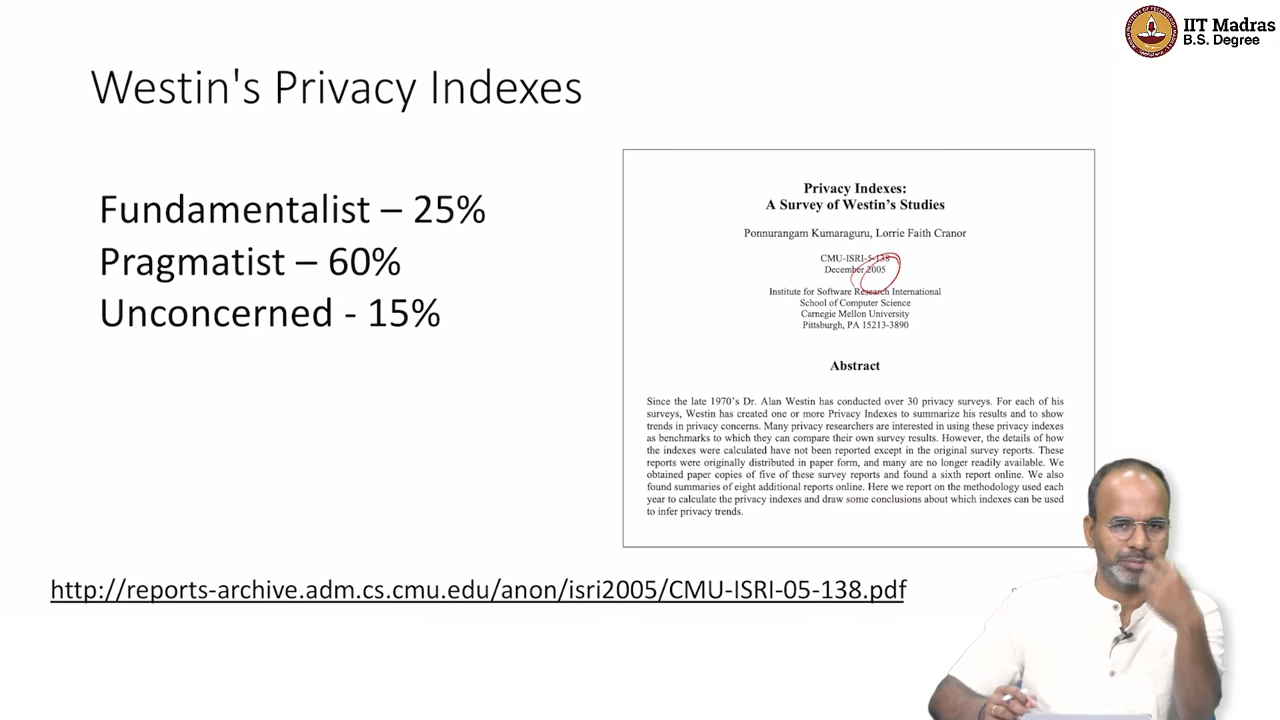 IIT Madras
B.S. Degree
Westin's Privacy Indexes
Fundamentalist – 25%
Pragmatist – 60%
Unconcerned - 15%
Privacy Indexes:
A Survey of Westin's Studies
Ponnurangam Kumaraguru, Lorrie Faith Cranor
CMU-ISRI-5-138
December 2005
Institute for Software Research International
School of Computer Science
Carnegie Mellon University
Pittsburgh, PA 15213-3890
Abstract
Since the late 1970's Dr. Alan Westin has conducted over 30 privacy surveys. For each of his
surveys, Westin has created one or more Privacy Indexes to summarize his results and to show
trends in privacy concerns. Many privacy researchers are interested in using these privacy indexes
as benchmarks to which they can compare their own survey results. However, the details of how
the indexes were calculated have not been reported except in the original survey reports. These
reports were originally distributed in paper form, and many are no longer readily available. We
obtained paper copies of five of these survey reports and found a sixth report online. We also
found summaries of eight additional reports online. Here we report on the methodology used each
year to calculate the privacy indexes and draw some conclusions about which indexes can be used
to infer privacy trends.
http://reports-archive.adm.cs.cmu.edu/anon/isri2005/CMU-ISRI-05-138.pdf